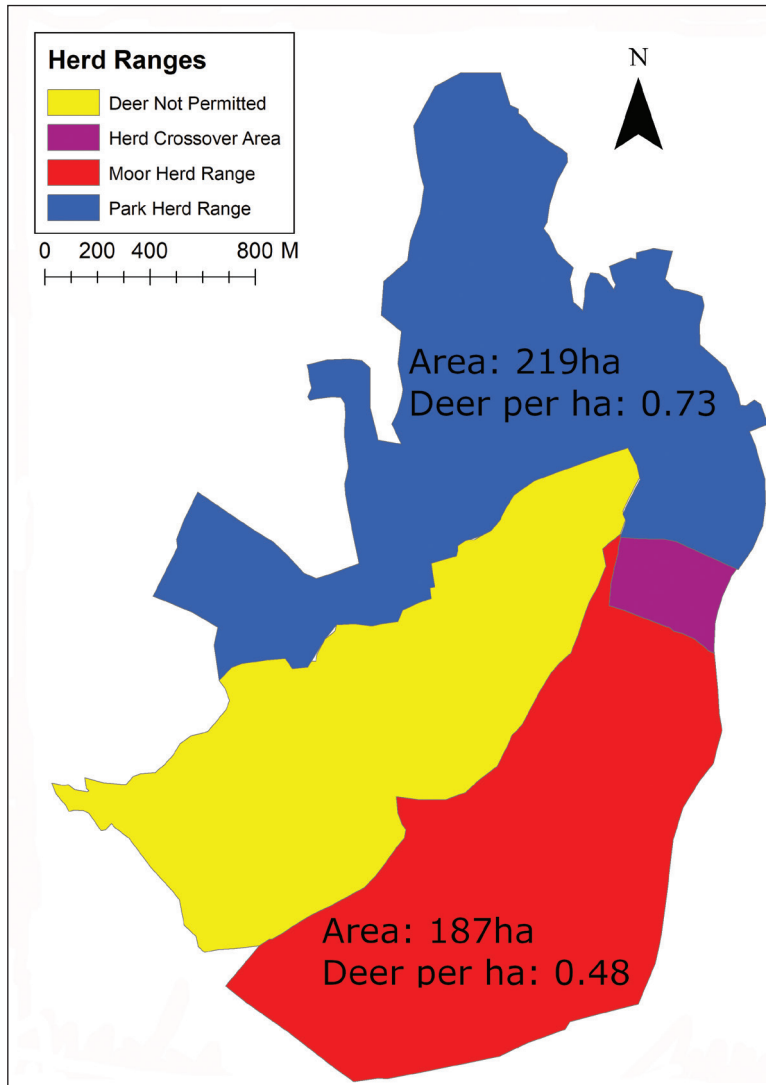 Herd Ranges
Deer Not Permitted
Herd Crossover Area
Moor Herd Range
Park Herd Range
0 200 400 800 M
N
Area: 219ha
Deer per ha: 0.73
Area: 187ha
Deer per ha: 0.48